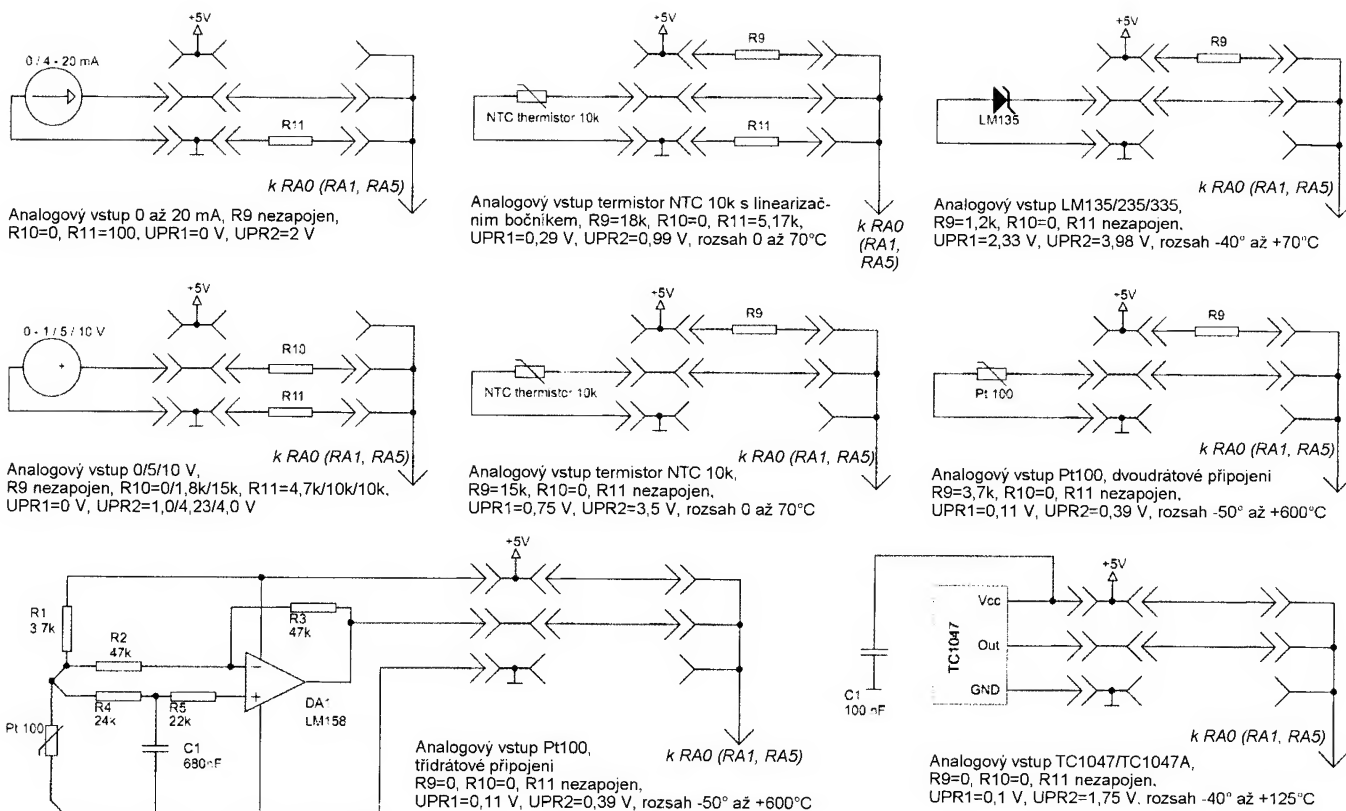 +5V
0 / 4 - 20 mA
R11
k RA0 (RA1, RA5)
Analogový vstup 0 až 20 mA, R9 nezapojen,
R10=0, R11=100, UPR1=0 V, UPR2=2 V
+5V
R9
NTC thermistor 10k
R11
k RA0
(RA1,
RA5)
Analogový vstup termistor NTC 10k s linearizač-
ním bočníkem, R9=18k, R10=0, R11=5,17k,
UPR1=0,29 V, UPR2=0,99 V, rozsah 0 až 70°C
+5V
R9
LM135
k RA0 (RA1, RA5)
Analogový vstup LM135/235/335,
R9=1,2k, R10=0, R11 nezapojen,
UPR1=2,33 V, UPR2=3,98 V, rozsah -40° až +70°C
+5V
0 - 1 / 5 / 10 V
+
R10
R11
k RA0 (RA1, RA5)
Analogový vstup 0/5/10 V,
R9 nezapojen, R10=0/1,8k/15k, R11=4,7k/10k/10k,
UPR1=0 V, UPR2=1,0/4,23/4,0 V
+5V
R9
NTC thermistor 10k
k RA0 (RA1, RA5)
Analogový vstup termistor NTC 10k,
R9=15k, R10=0, R11 nezapojen,
UPR1=0,75 V, UPR2=3,5 V, rozsah 0 až 70°C
+5V
R9
Pt 100
k RA0 (RA1, RA5)
Analogový vstup Pt100, dvoudrátové připojení
R9=3,7k, R10=0, R11 nezapojen,
UPR1=0,11 V, UPR2=0,39 V, rozsah -50° až +600°C
+5V
R1
3.7k
R2
47k
R3
47k
R4
24k
R5
22k
−
+
DA1
LM158
Pt 100
C1
680nF
k RA0 (RA1, RA5)
Analogový vstup Pt100,
třídrátové připojení
R9=0, R10=0, R11 nezapojen,
UPR1=0,11 V, UPR2=0,39 V, rozsah -50° až +600°C
+5V
Vcc
Out
GND
TC1047
C1
100 nF
k RA0 (RA1, RA5)
Analogový vstup TC1047/TC1047A,
R9=0, R10=0, R11 nezapojen,
UPR1=0,1 V, UPR2=1,75 V, rozsah -40° až +125°C